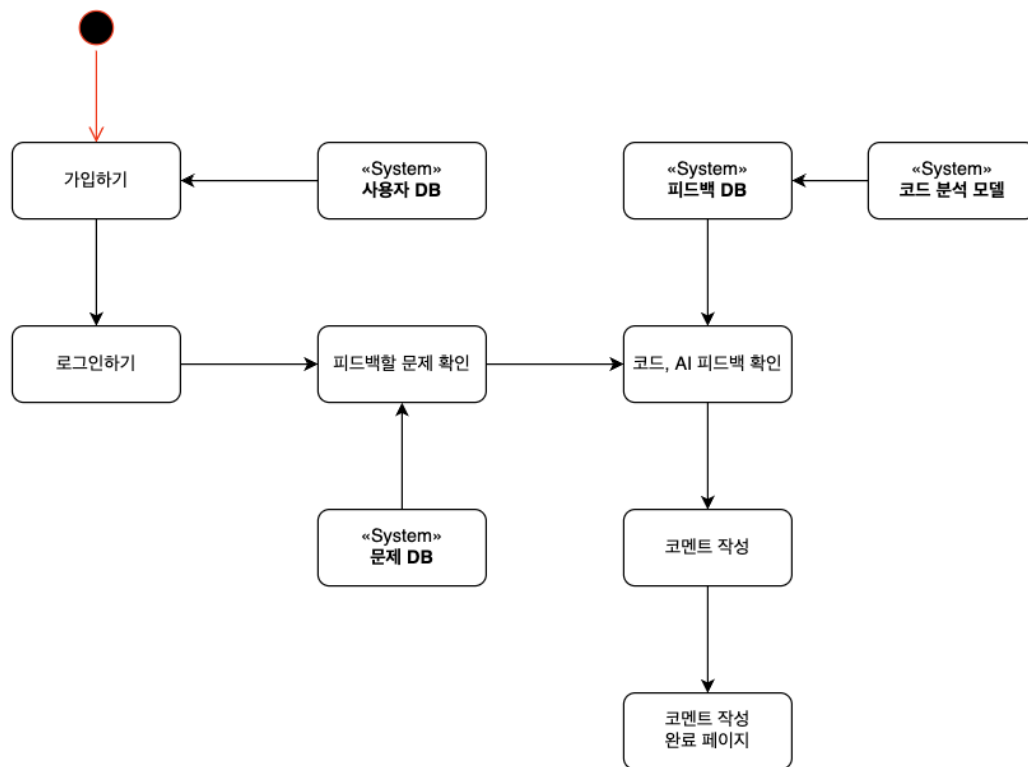 가입하기
«System»
사용자 DB
«System»
피드백 DB
«System»
코드 분석 모델
로그인하기
피드백할 문제 확인
코드, AI 피드백 확인
«System»
문제 DB
코멘트 작성
코멘트 작성
완료 페이지